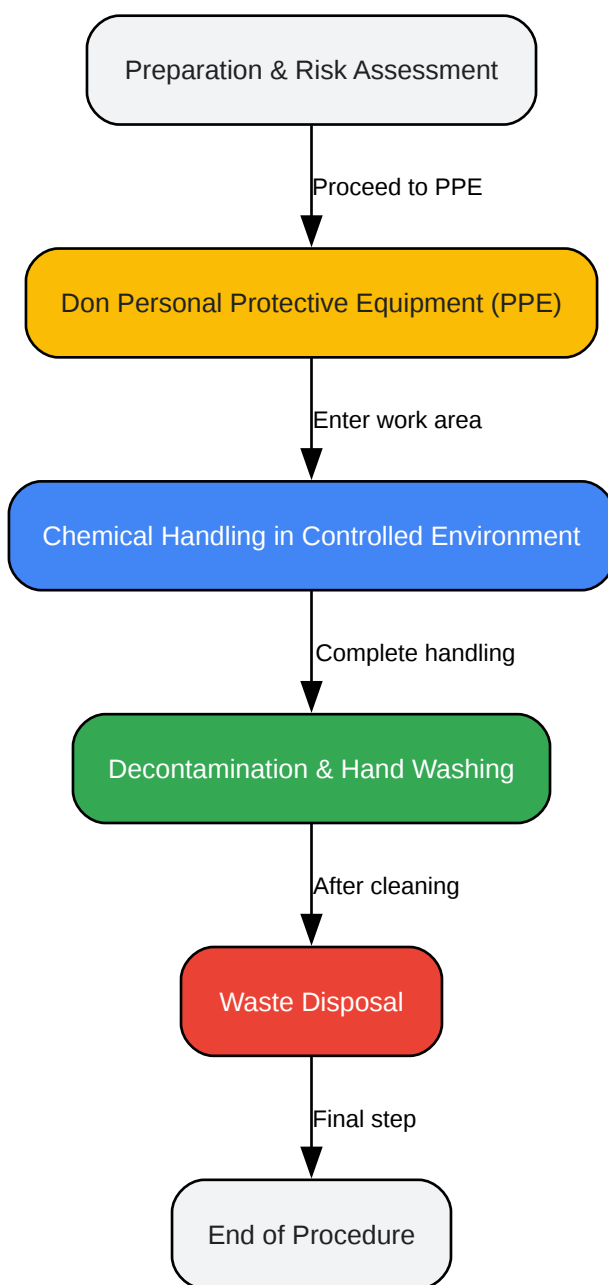 Preparation & Risk Assessment
Proceed to PPE
Don Personal Protective Equipment (PPE)
Enter work area
Chemical Handling in Controlled Environment
Complete handling
Decontamination & Hand Washing
After cleaning
Waste Disposal
Final step
End of Procedure